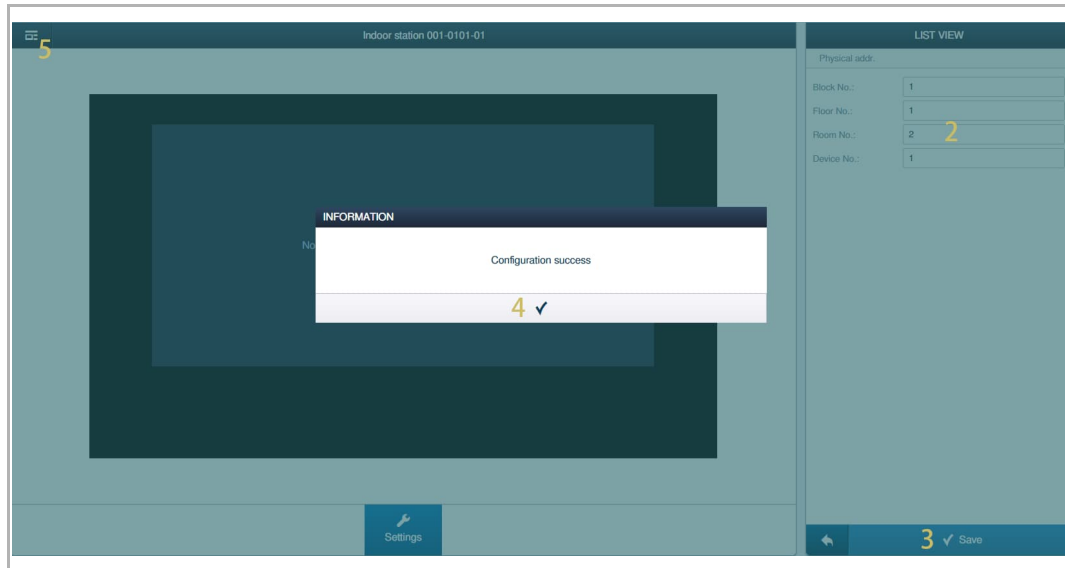 5
Indoor station 001-0101-01
LIST VIEW
Physical addr.
Block No.: 1
Floor No.: 1
Room No.: 2
2
Device No.: 1
INFORMATION
No
Configuration success
4
Settings
3 Save